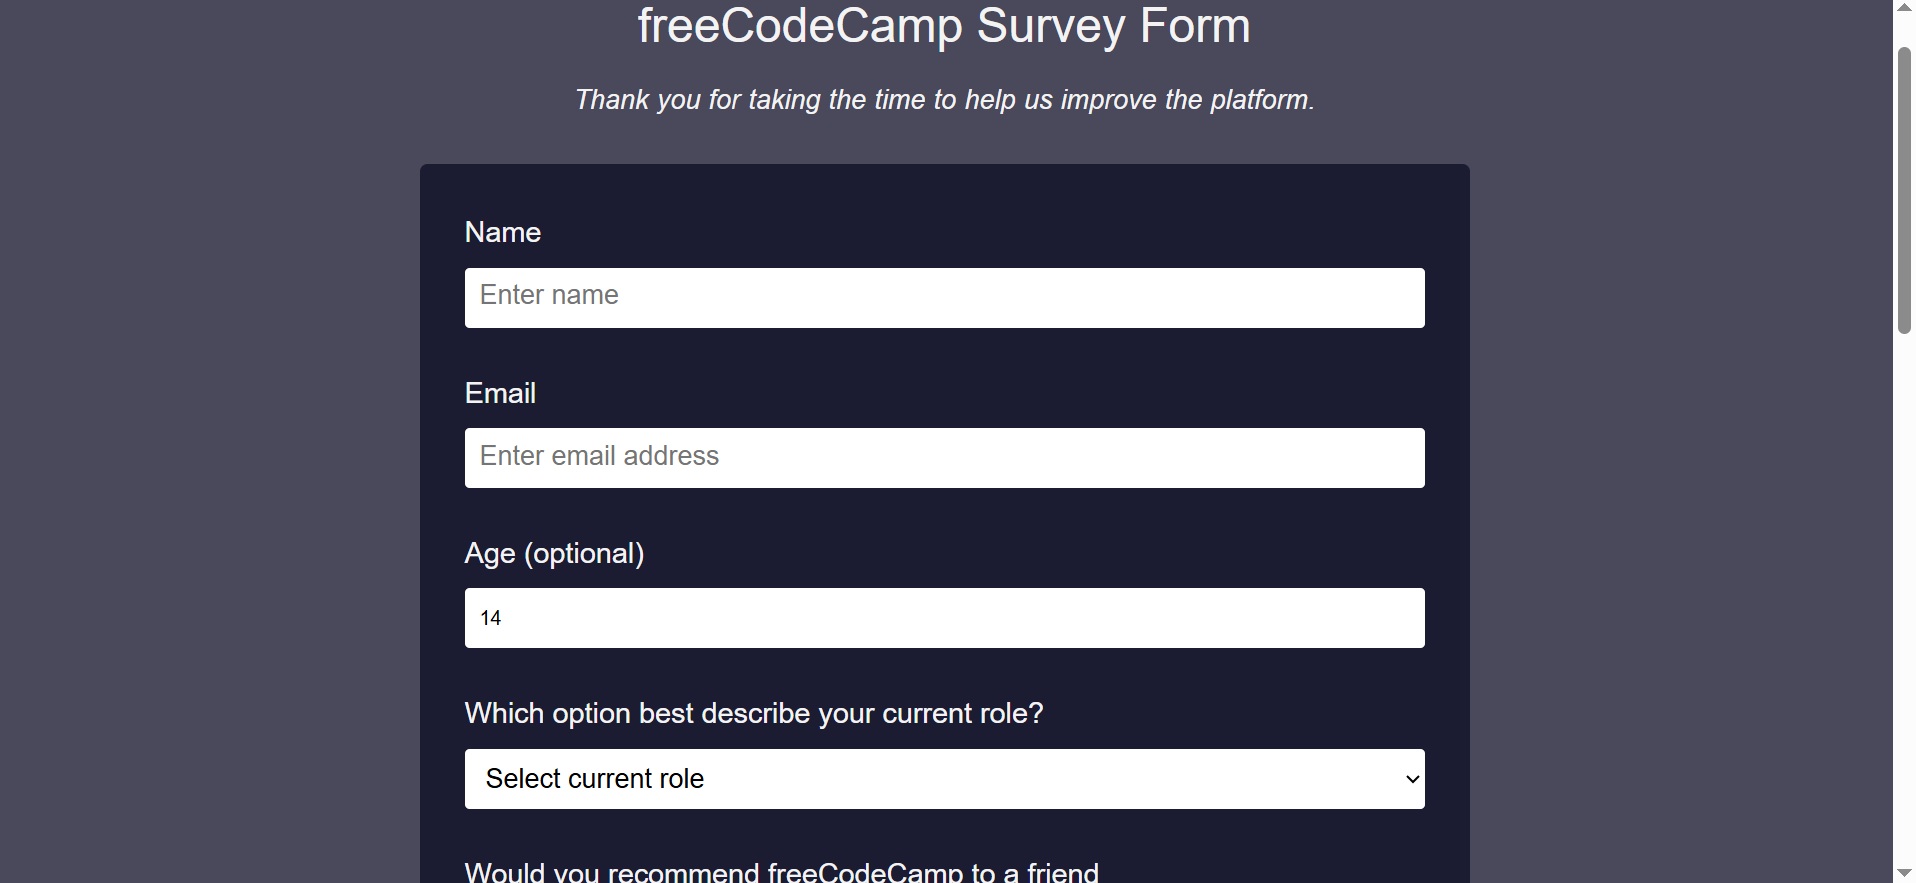 freeCodeCamp Survey Form
Thank you for taking the time to help us improve the platform.
Name
Enter name
Email
Enter email address
Age (optional)
14
Which option best describe your current role?
Select current role
Would you recommend freeCodeCamp to a friend